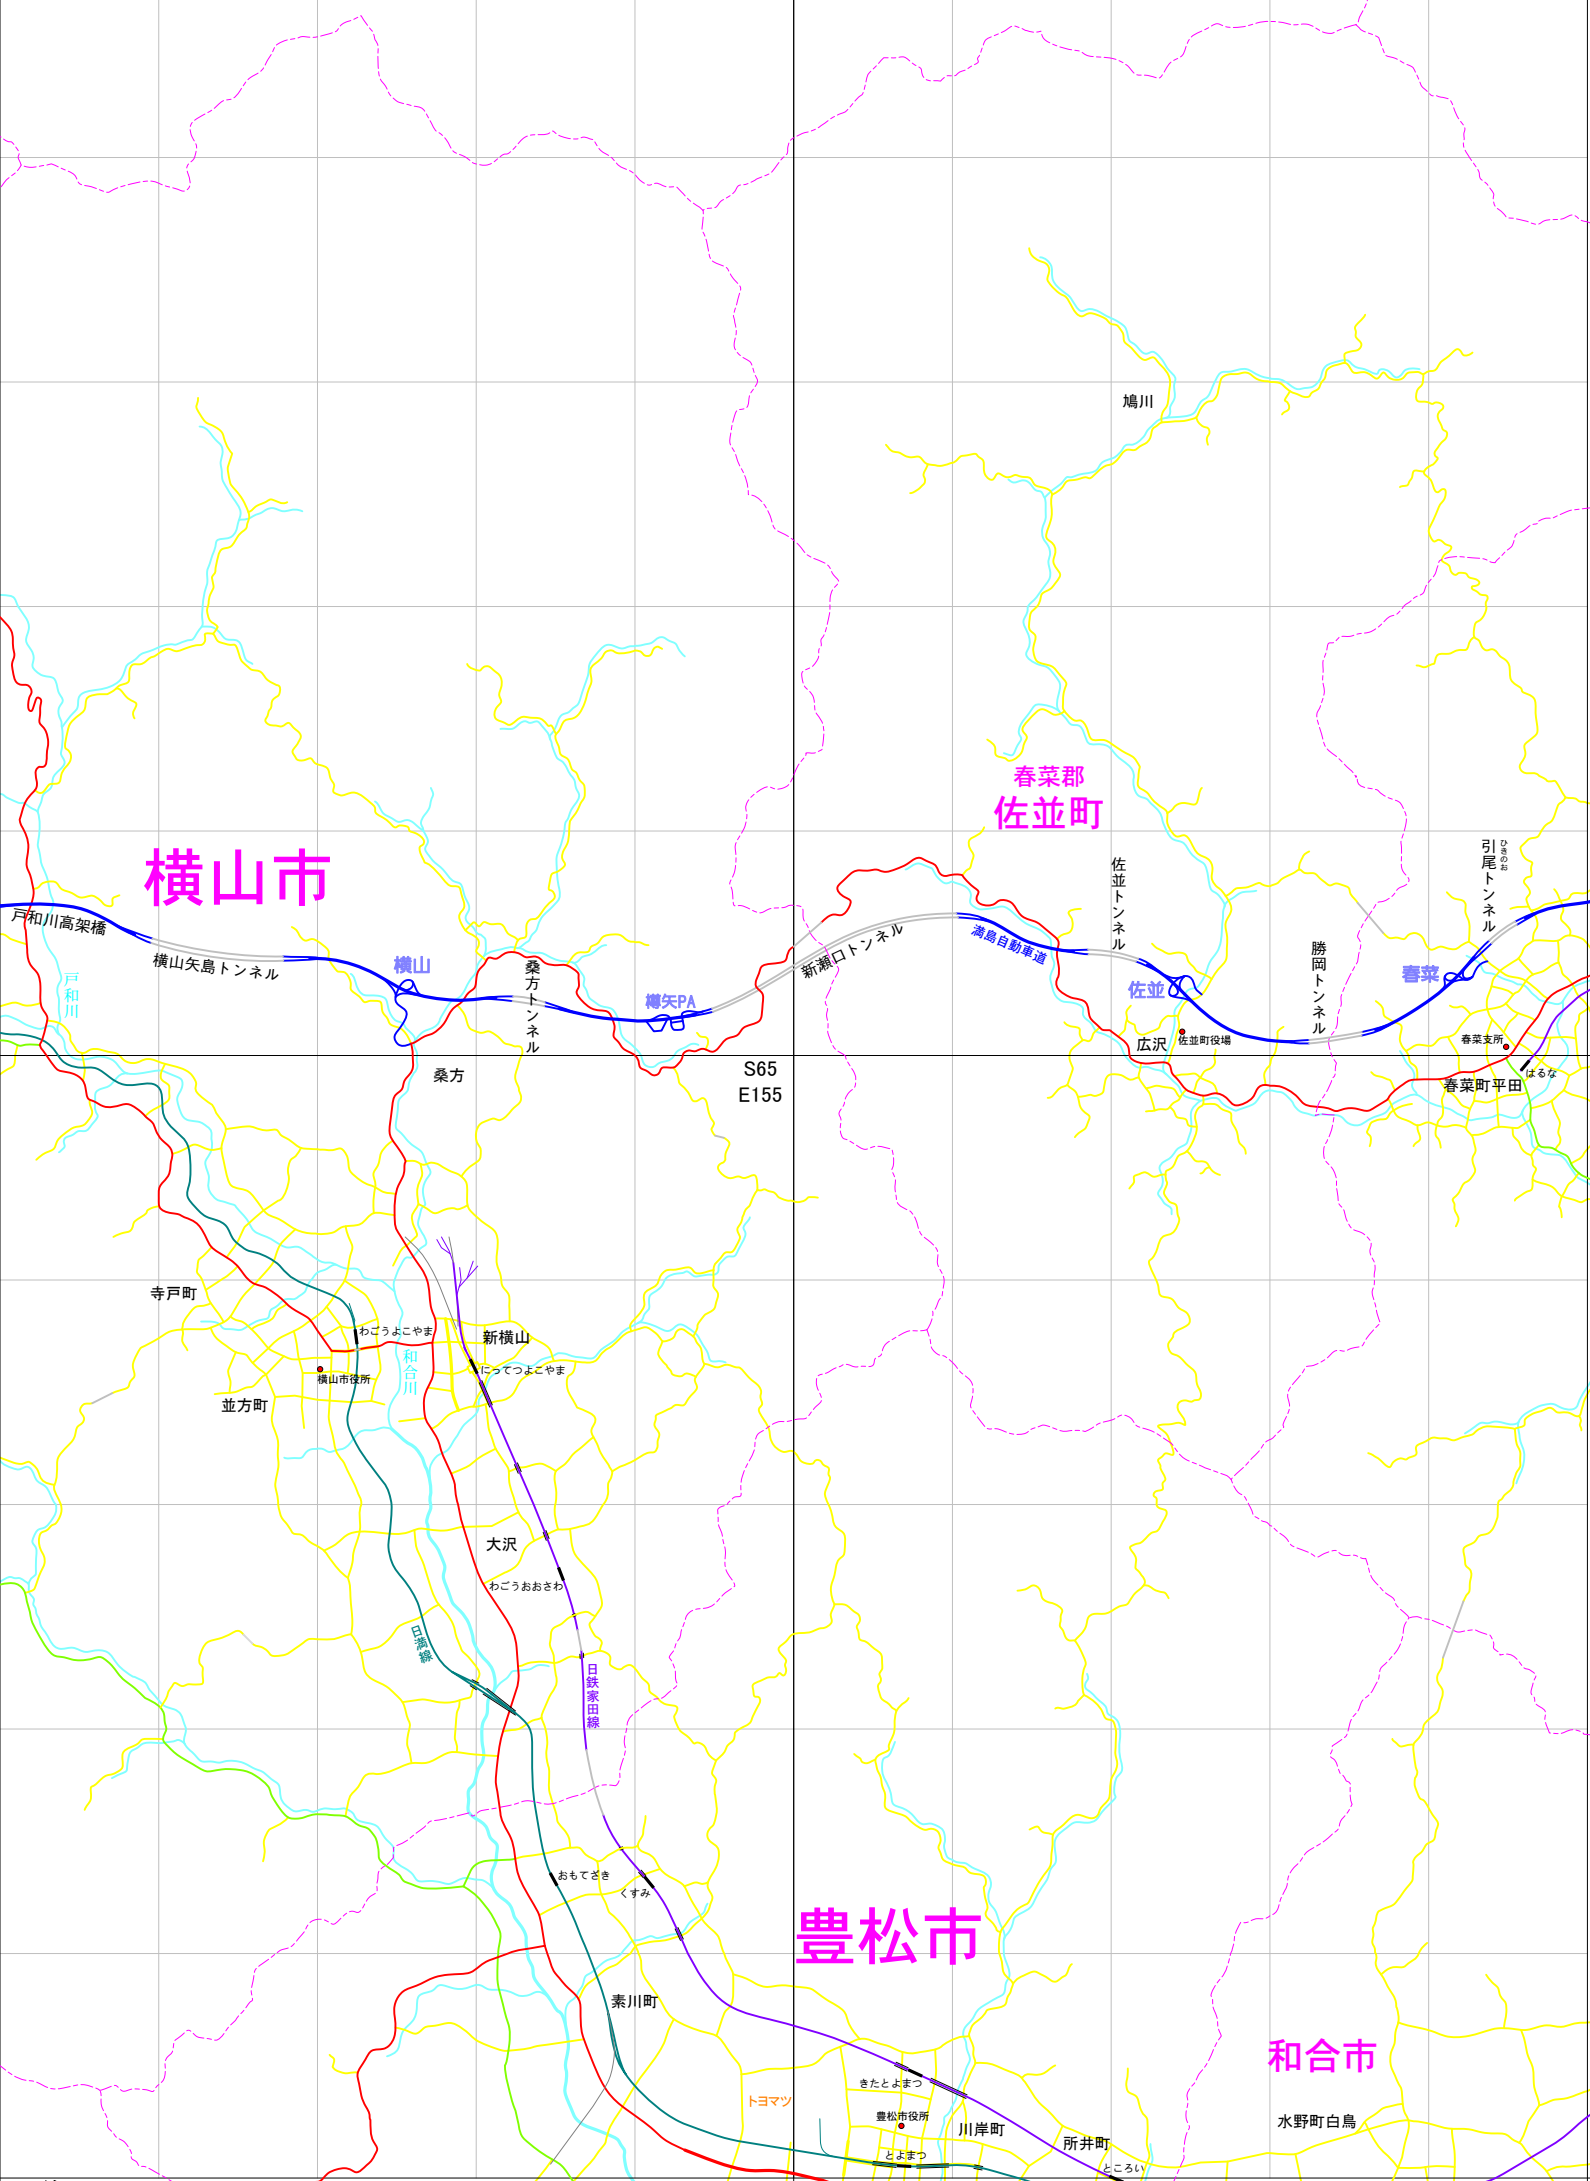 鳩川
春菜郡
佐並町
横山市
引尾トンネル
ひきのお
佐並トンネル
戸和川高架橋
横山矢島トンネル
横山
桑方トンネル
樽矢PA
新瀬口トンネル
満島自動車道
佐並
勝岡トンネル
春菜
戸和川
広沢
佐並町役場
春菜支所
はるな
春菜町平田
桑方
S65
E155
寺戸町
わごうよこやま
新横山
にってつよこやま
和合川
横山市役所
並方町
大沢
わごうおおさわ
日満線
日鉄家田線
おもてざき
くすみ
豊松市
素川町
和合市
きたとよまつ
トヨマツ
豊松市役所
川岸町
水野町白鳥
所井町
とよまつ
ところい